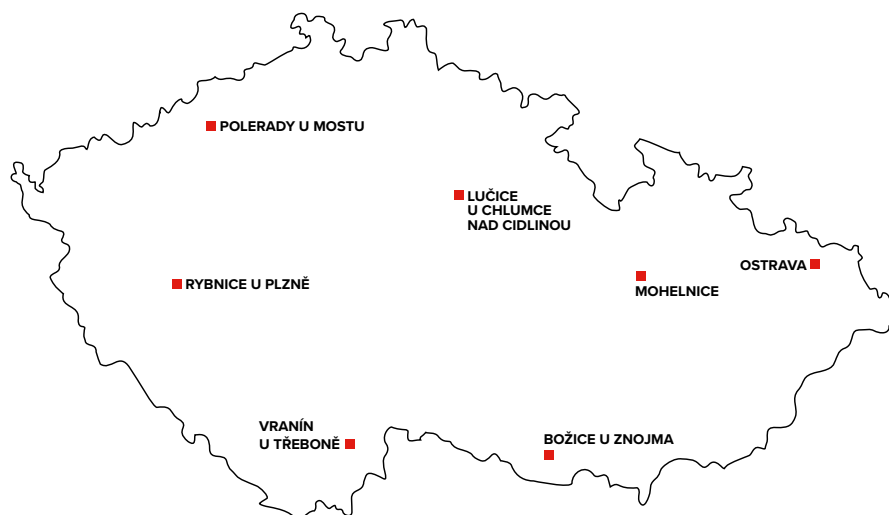 POLERADY U MOSTU
LUČICE
U CHLUMCE
NAD CIDLINOU
OSTRAVA
RYBNICE U PLZNĚ
MOHELNICE
VRANÍN
U TŘEBONĚ
BOŽICE U ZNOJMA